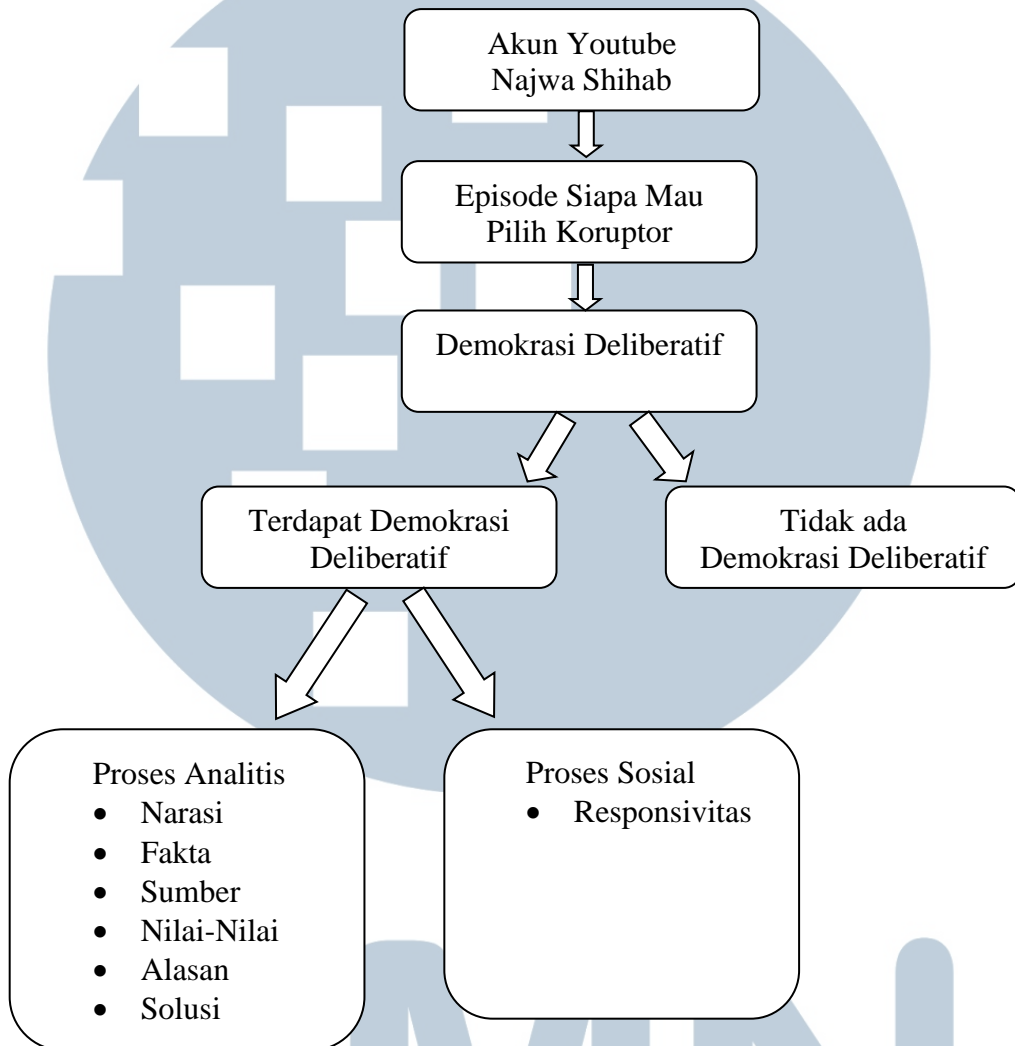 Akun Youtube
Najwa Shihab
Episode Siapa Mau
Pilih Koruptor
Demokrasi Deliberatif
Terdapat Demokrasi
Deliberatif
Tidak ada
Demokrasi Deliberatif
Proses Analitis
• Narasi
• Fakta
• Sumber
• Nilai-Nilai
• Alasan
• Solusi
Proses Sosial
• Responsivitas